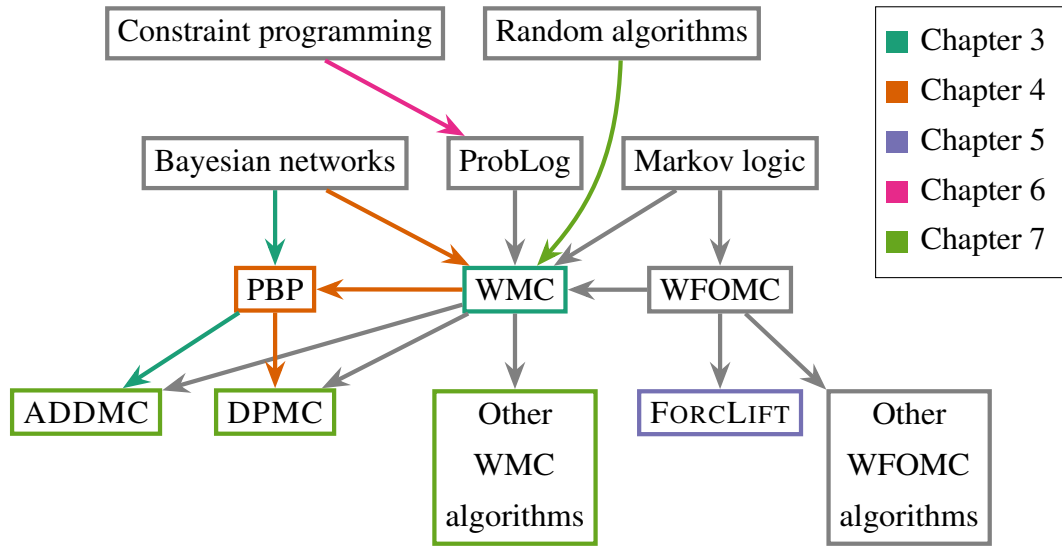 Constraint programming
Random algorithms
Chapter 3
Chapter 4
Chapter 5
Chapter 6
Chapter 7
Bayesian networks
ProbLog
Markov logic
PBP
WMC
WFOMC
ADDMC
DPMC
Other
WMC
algorithms
FORCLIFT
Other
WFOMC
algorithms